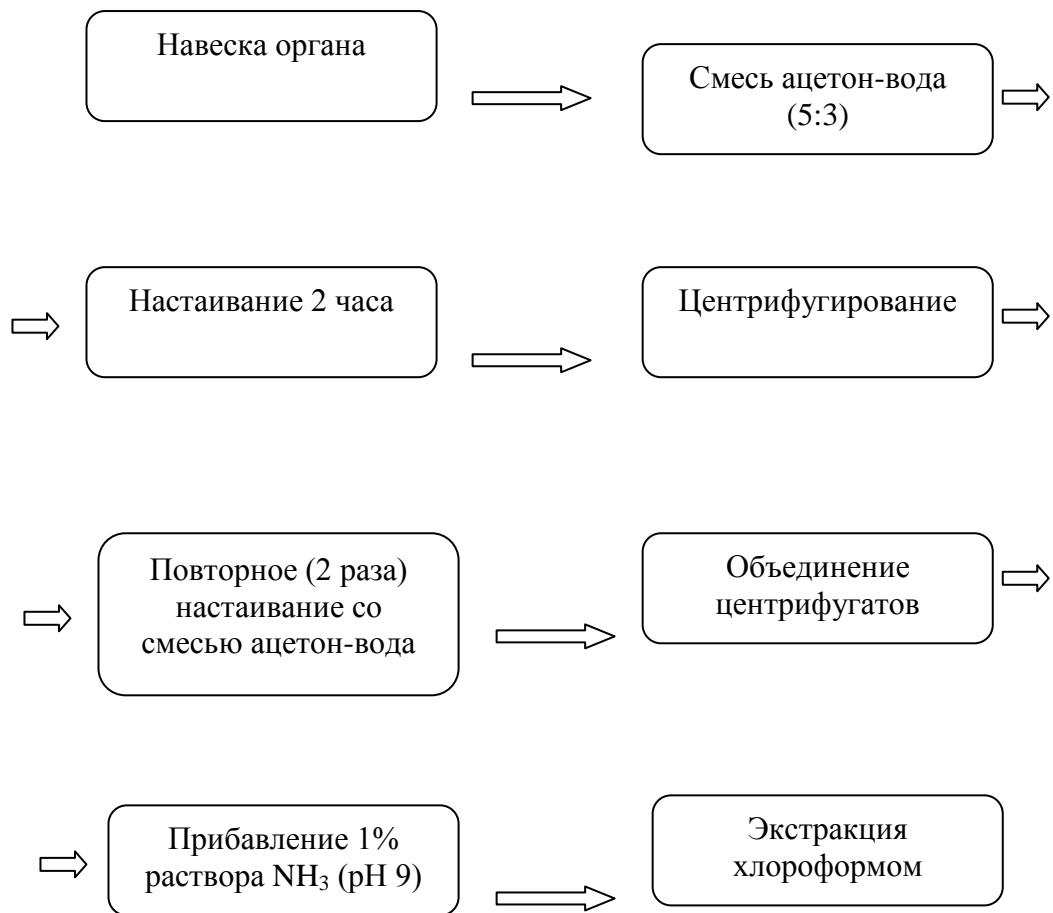 Навеска органа
Смесь ацетон-вода
(5:3)
Настаивание 2 часа
Центрифугирование
Повторное (2 раза)
настаивание со
смесью ацетон-вода
Объединение
центрифугатов
Прибавление 1%
раствора NH₃ (pH 9)
Экстракция
хлороформом